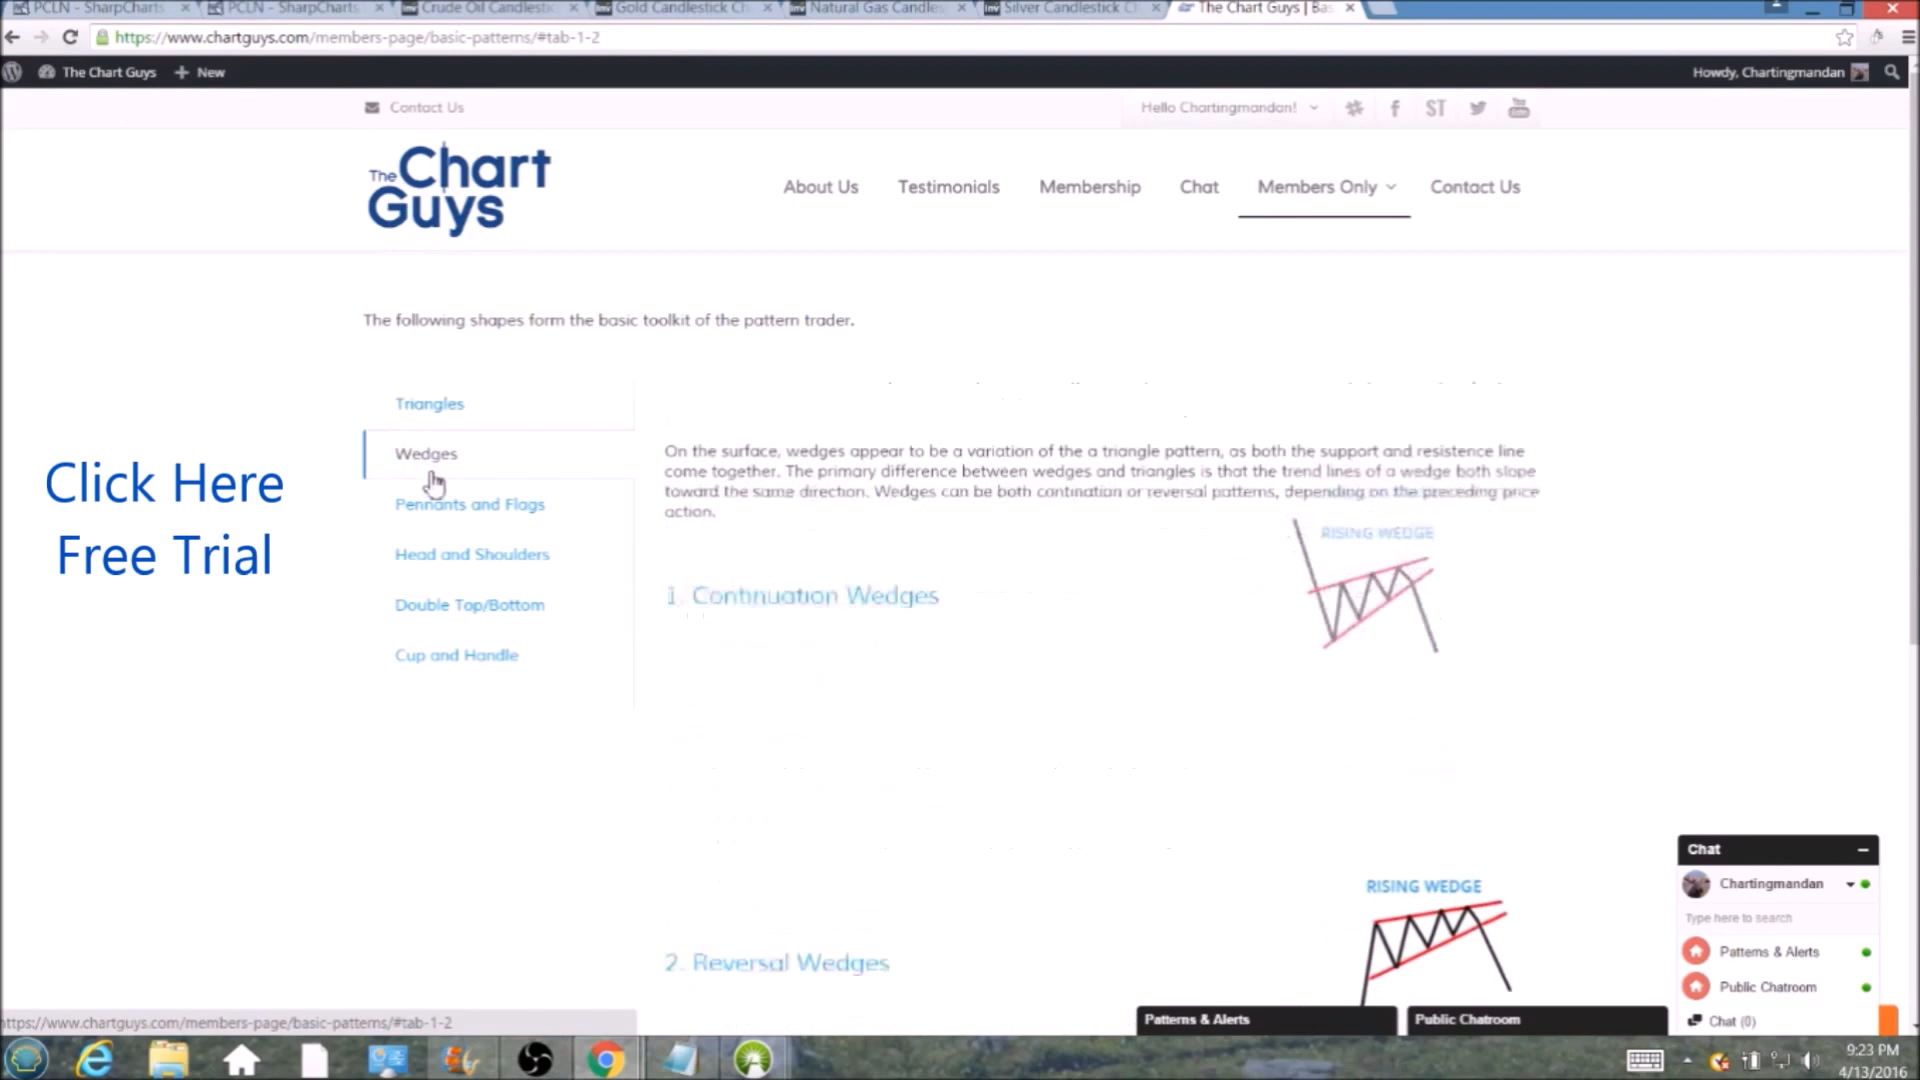 PCLN - SharpCharts
PCLN - SharpCharts
Crude Oil Candlestic
Gold Candlestick Ch
Natural Gas Candles
Silver Candlestick C
The Chart Guys | Bas
https://www.chartguys.com/members-page/basic-patterns/#tab-1-2
The Chart Guys
New
Howdy, Chartingmandan
Contact Us
Hello Chartingmandan!
ST
The Chart
Guys
About Us
Testimonials
Membership
Chat
Members Only
Contact Us
The following shapes form the basic toolkit of the pattern trader.
Triangles
Wedges
Pennants and Flags
Head and Shoulders
Double Top/Bottom
Cup and Handle
Click Here
Free Trial
On the surface, wedges appear to be a variation of the a triangle pattern, as both the support and resistence line
come together. The primary difference between wedges and triangles is that the trend lines of a wedge both slope
toward the same direction. Wedges can be both contination or reversal patterns, depending on the preceding price
action.
RISING WEDGE
1. Continuation Wedges
RISING WEDGE
2. Reversal Wedges
Chat
Chartingmandan
Type here to search
Patterns & Alerts
Public Chatroom
Chat (0)
Patterns & Alerts
Public Chatroom
https://www.chartguys.com/members-page/basic-patterns/#tab-1-2
9:23 PM
4/13/2016